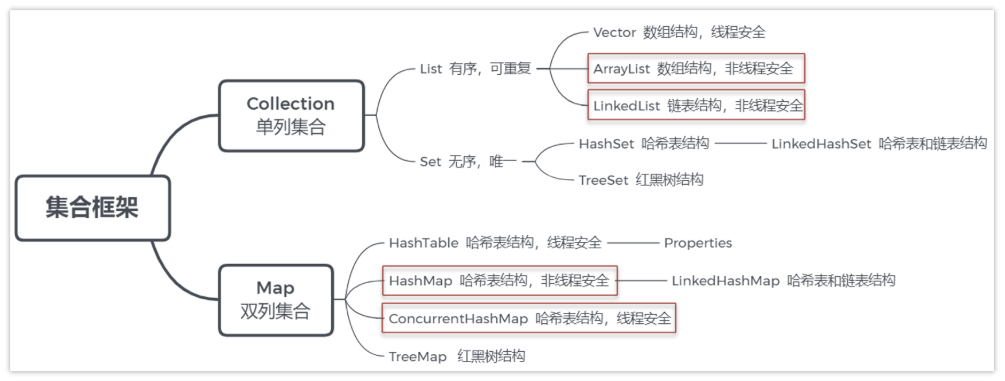 集合框架
Collection
单列集合
List 有序，可重复
Vector 数组结构，线程安全
ArrayList 数组结构，非线程安全
LinkedList 链表结构，非线程安全
Set 无序，唯一
HashSet 哈希表结构
LinkedHashSet 哈希表和链表结构
TreeSet 红黑树结构
Map
双列集合
HashTable 哈希表结构，线程安全
Properties
HashMap 哈希表结构，非线程安全
LinkedHashMap 哈希表和链表结构
ConcurrentHashMap 哈希表结构，线程安全
TreeMap 红黑树结构